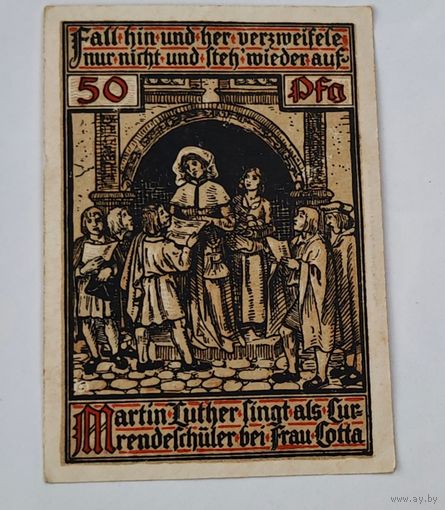 Fall hin und her verzweifele
nur nicht und steh' wieder auf
50 Pfg
Martin Luther singt als Cur-
rendeschüler bei Frau Cotta
www.ay.by